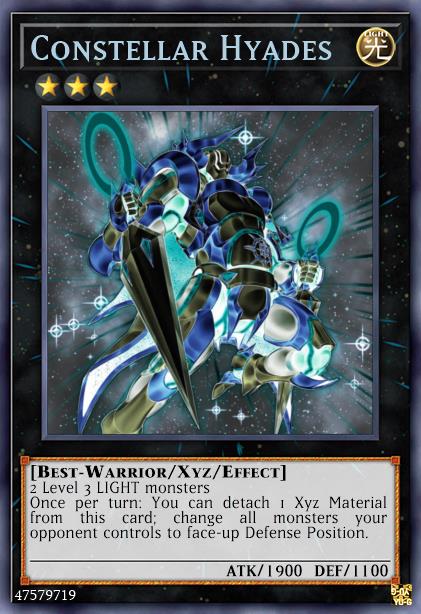 CONSTELLAR HYADES
LIGHT
光
[BEST-WARRIOR/XYZ/EFFECT]
2 Level 3 LIGHT monsters
Once per turn: You can detach 1 Xyz Material
from this card; change all monsters your
opponent controls to face-up Defense Position.
ATK/1900 DEF/1100
47579719